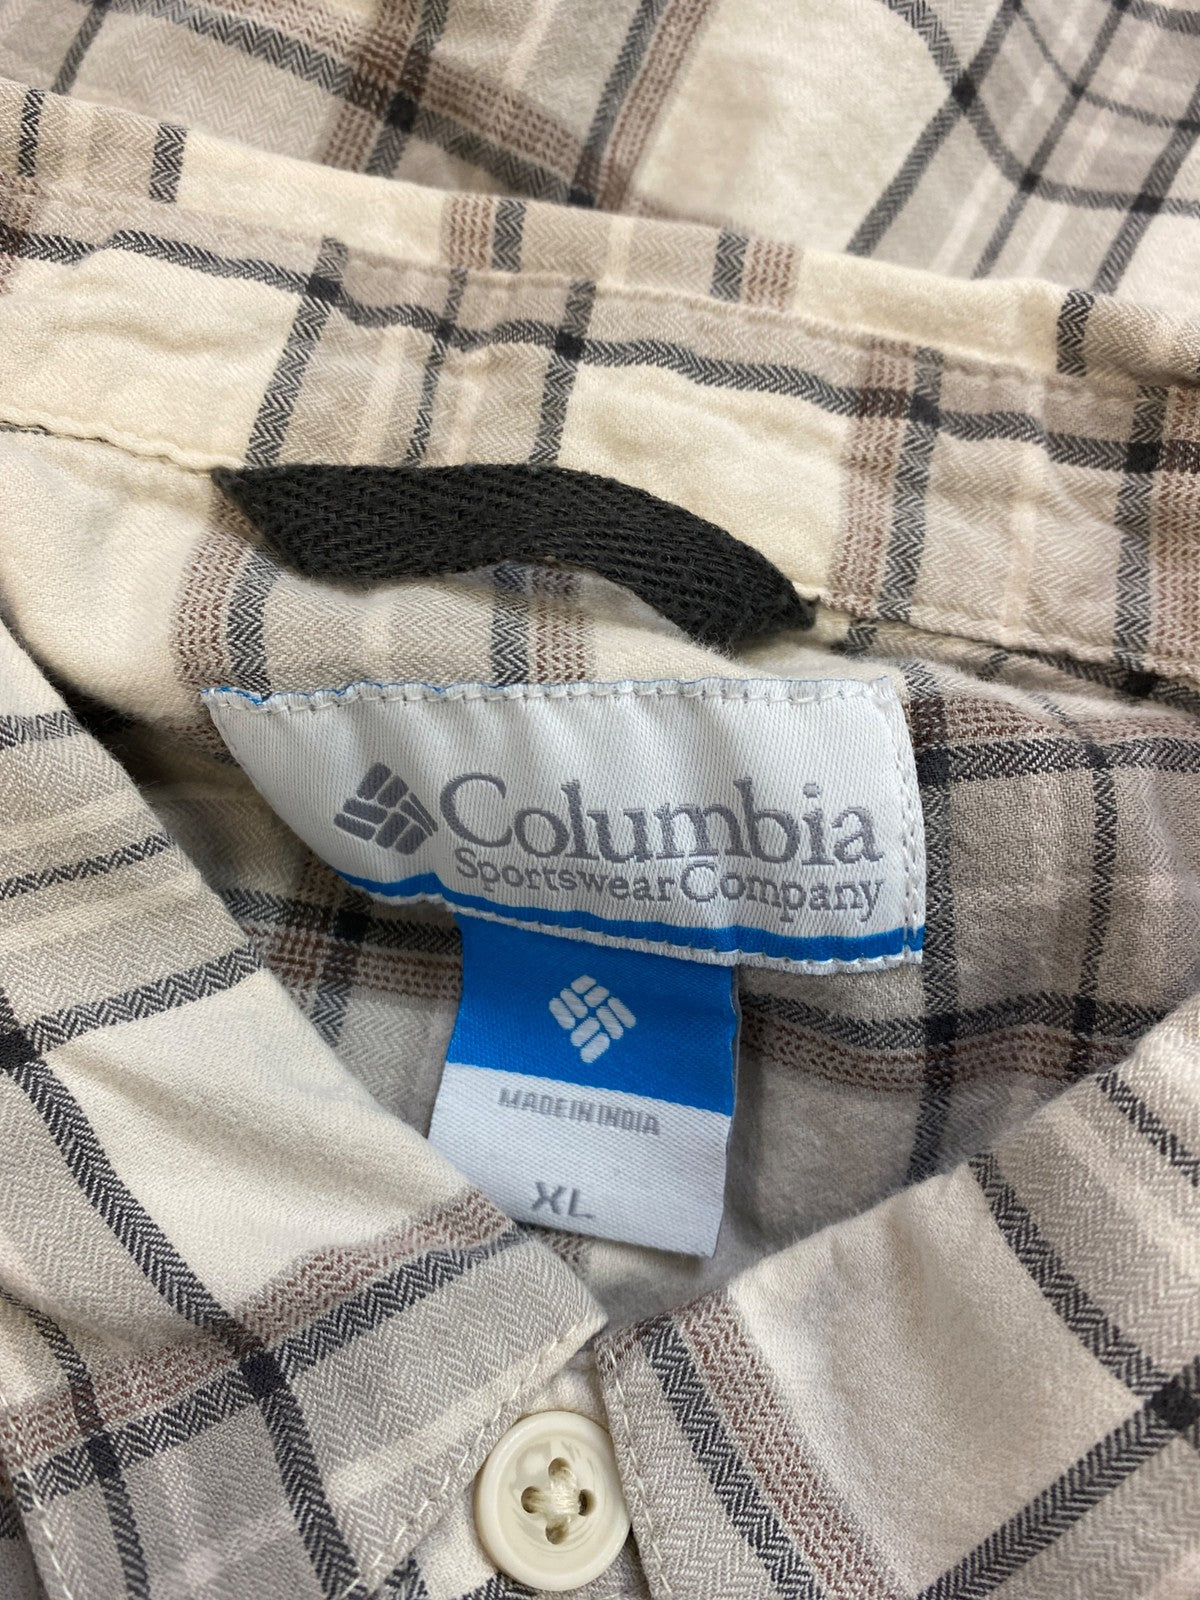 Columbia
Sportswear Company
MADE IN INDIA
XL